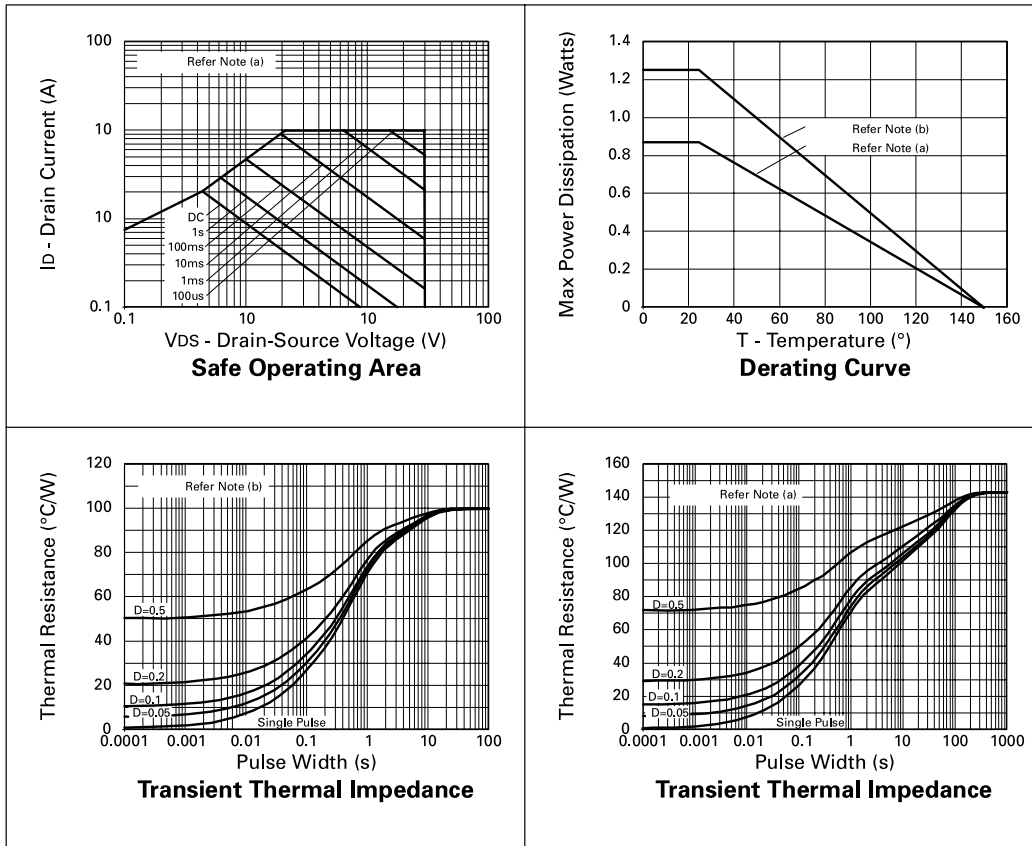 100
10
1
0.1
ID - Drain Current (A)
Refer Note (a)
DC
1s
100ms
10ms
1ms
100us
0.1 1 10 100
VDS - Drain-Source Voltage (V)
Safe Operating Area
1.4
1.2
1.0
0.8
0.6
0.4
0.2
0
Max Power Dissipation (Watts)
Refer Note (b)
Refer Note (a)
0 20 40 60 80 100 120 140 160
T - Temperature (°)
Derating Curve
120
100
80
60
40
20
0
Thermal Resistance (°C/W)
Refer Note (b)
D=0.5
D=0.2
D=0.1
D=0.05
Single Pulse
0.0001 0.001 0.01 0.1 1 10 100
Pulse Width (s)
Transient Thermal Impedance
160
140
120
100
80
60
40
20
0
Thermal Resistance (°C/W)
Refer Note (a)
D=0.5
D=0.2
D=0.1
D=0.05
Single Pulse
0.0001 0.001 0.01 0.1 1 10 100 1000
Pulse Width (s)
Transient Thermal Impedance